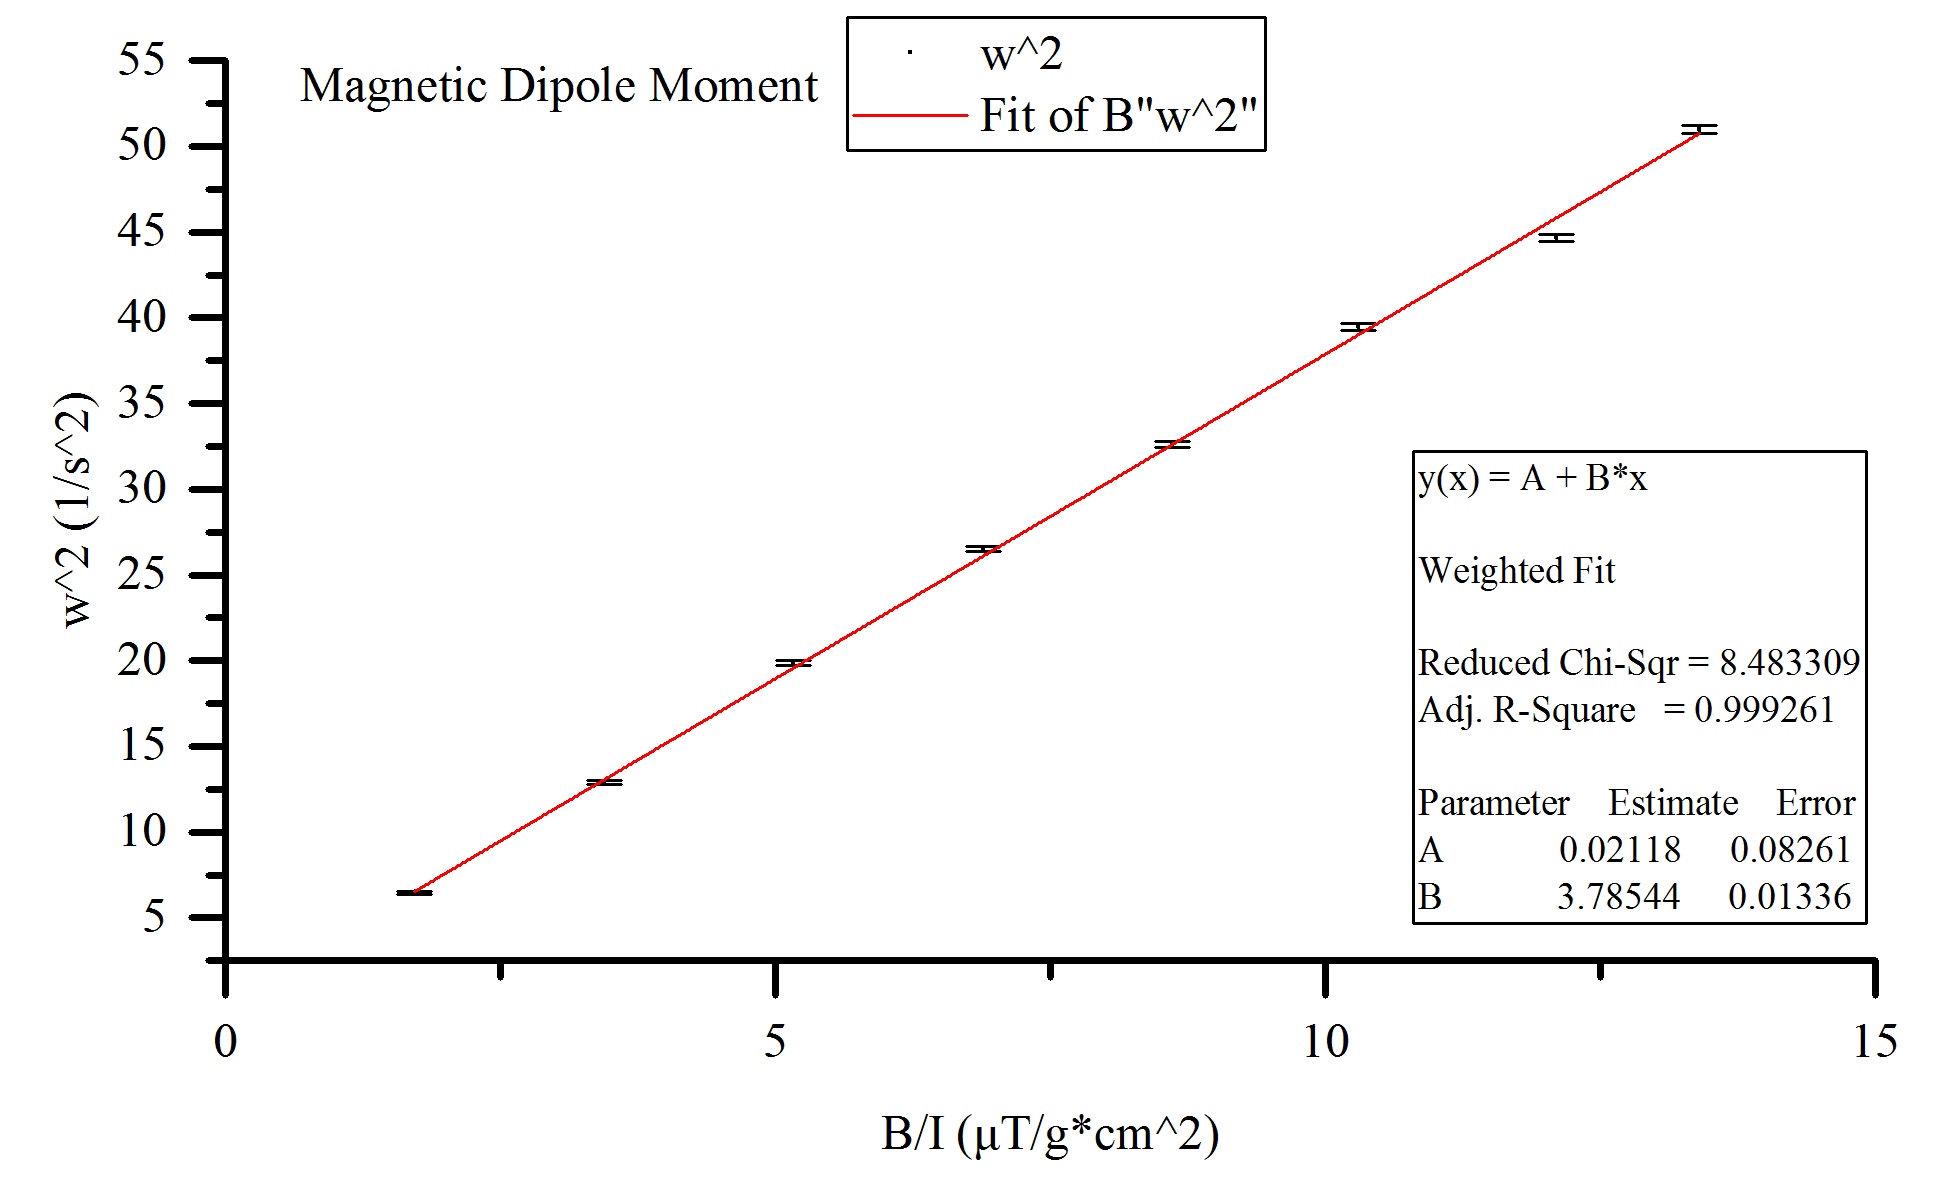 Magnetic Dipole Moment
w^2
Fit of B"w^2"
55
50
45
40
35
30
25
20
15
10
5
w^2 (1/s^2)
y(x) = A + B*x
Weighted Fit
Reduced Chi-Sqr = 8.483309
Adj. R-Square = 0.999261
Parameter Estimate Error
A 0.02118 0.08261
B 3.78544 0.01336
0 5 10 15
B/I (μT/g*cm^2)